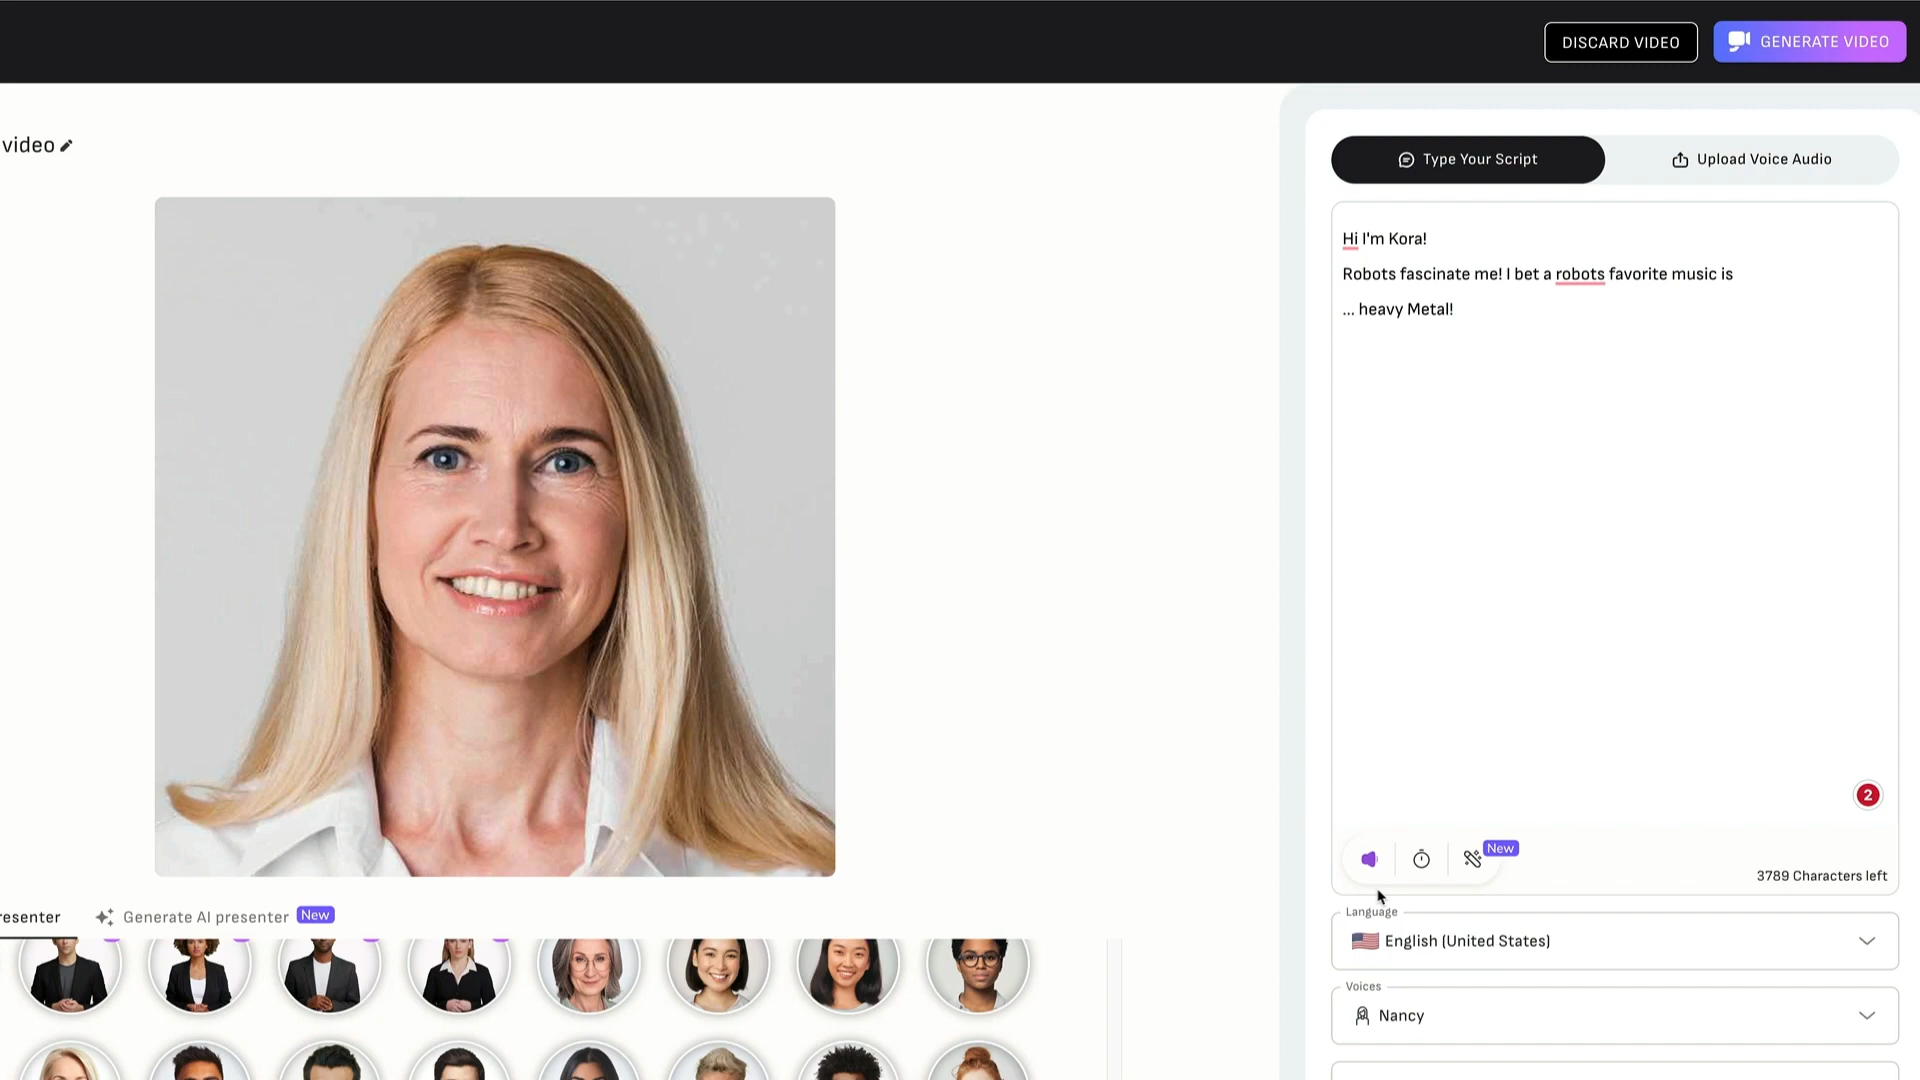 DISCARD VIDEO
GENERATE VIDEO
video
Type Your Script
Upload Voice Audio
Hi I'm Kora!
Robots fascinate me! I bet a robots favorite music is
... heavy Metal!
2
New
3789 Characters left
resenter
Generate AI presenter New
Language
English (United States)
Voices
Nancy